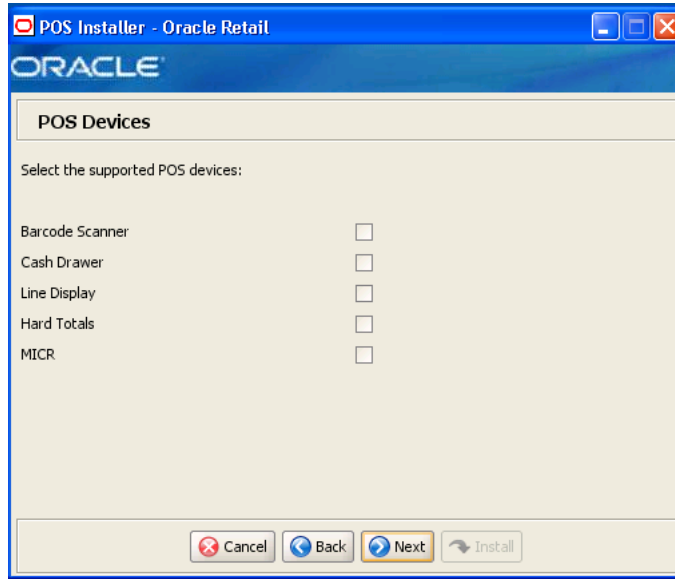 POS Installer - Oracle Retail
ORACLE
POS Devices
Select the supported POS devices:
Barcode Scanner
Cash Drawer
Line Display
Hard Totals
MICR
Cancel Back Next Install